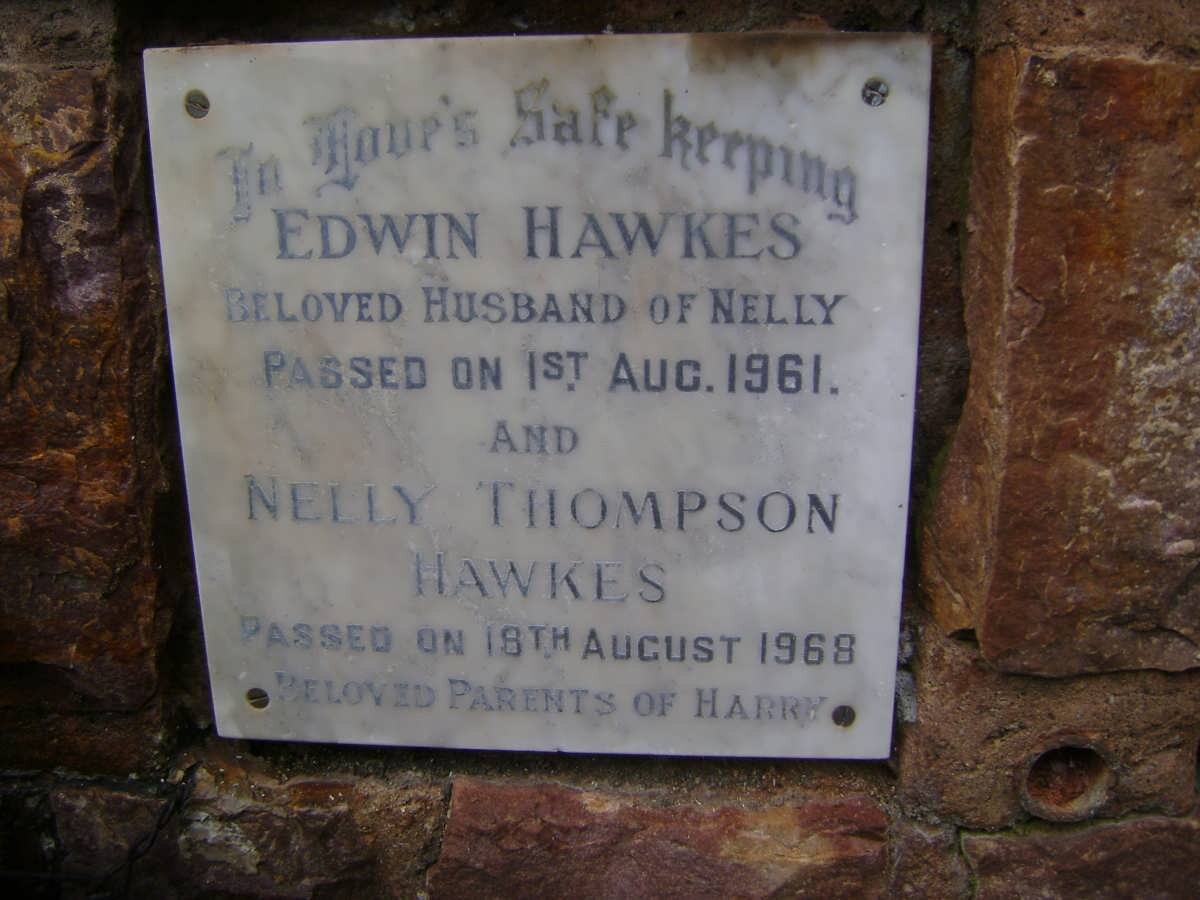 In Love's Safe keeping
EDWIN HAWKES
BELOVED HUSBAND OF NELLY
PASSED ON 1ST. AUG. 1961.
AND
NELLY THOMPSON
HAWKES
PASSED ON 18TH AUGUST 1968
BELOVED PARENTS OF HARRY